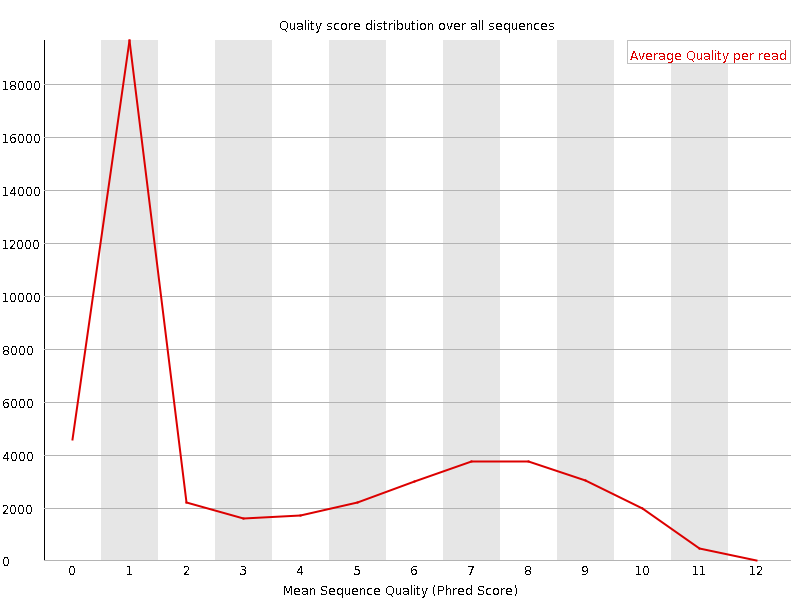 Quality score distribution over all sequences
Average Quality per read
18000
16000
14000
12000
10000
8000
6000
4000
2000
0
0 1 2 3 4 5 6 7 8 9 10 11 12
Mean Sequence Quality (Phred Score)